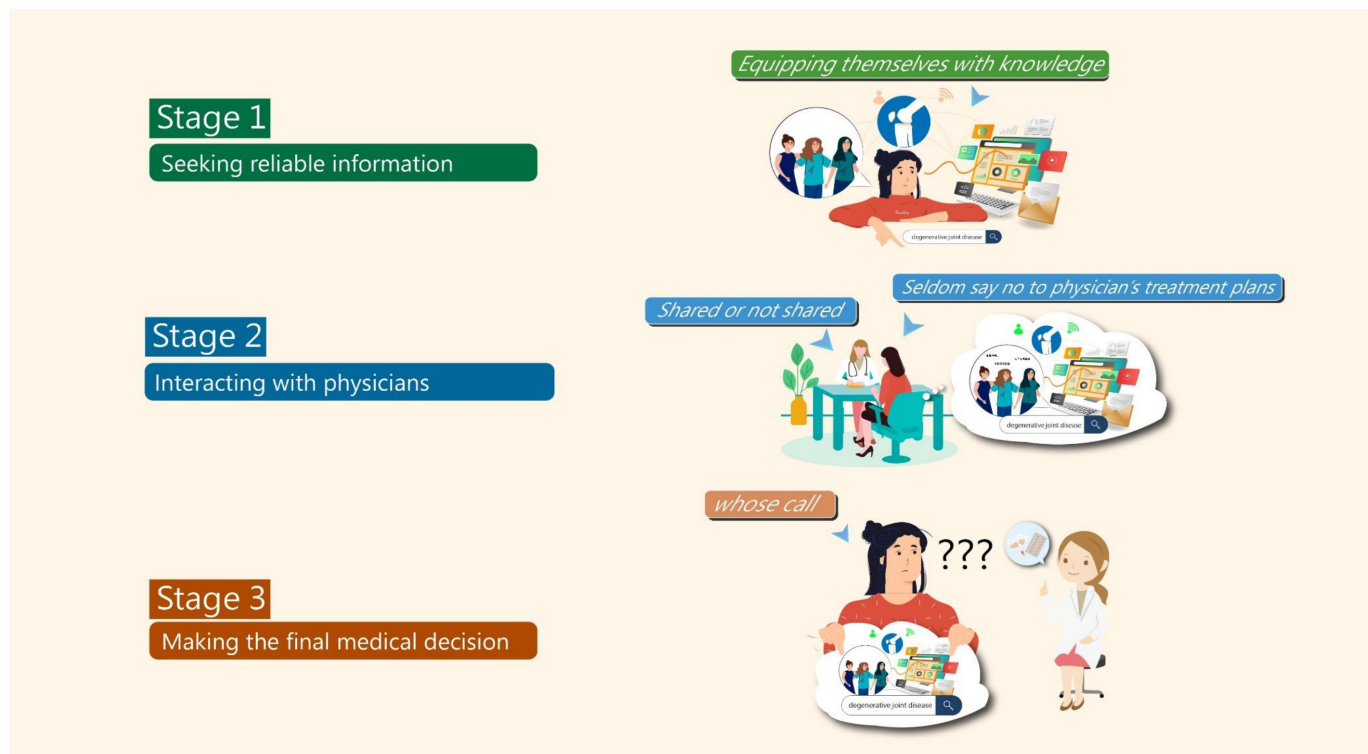 Equipping themselves with knowledge
Stage 1
Seeking reliable information
degenerative joint disease
Seldom say no to physician's treatment plans
Shared or not shared
Stage 2
Interacting with physicians
degenerative joint disease
whose call
???
Stage 3
Making the final medical decision
degenerative joint disease